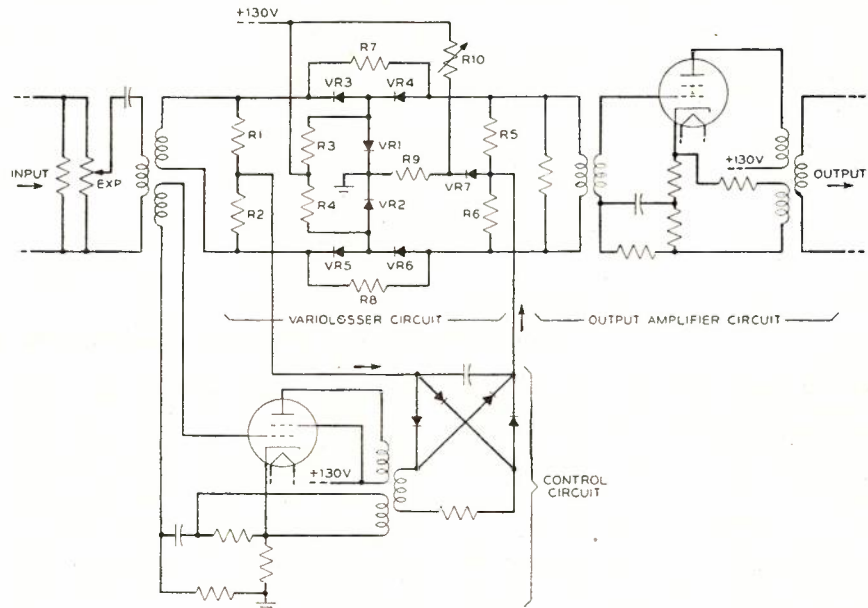 +130V
R7
R10
VR3
VR4
R1
R3
VR1
R5
INPUT
EXP
R9
VR7
+130V
OUTPUT
R2
R4
VR2
R6
VR5
VR6
R8
VARIOLOSSER CIRCUIT
OUTPUT AMPLIFIER CIRCUIT
+130V
CONTROL
CIRCUIT